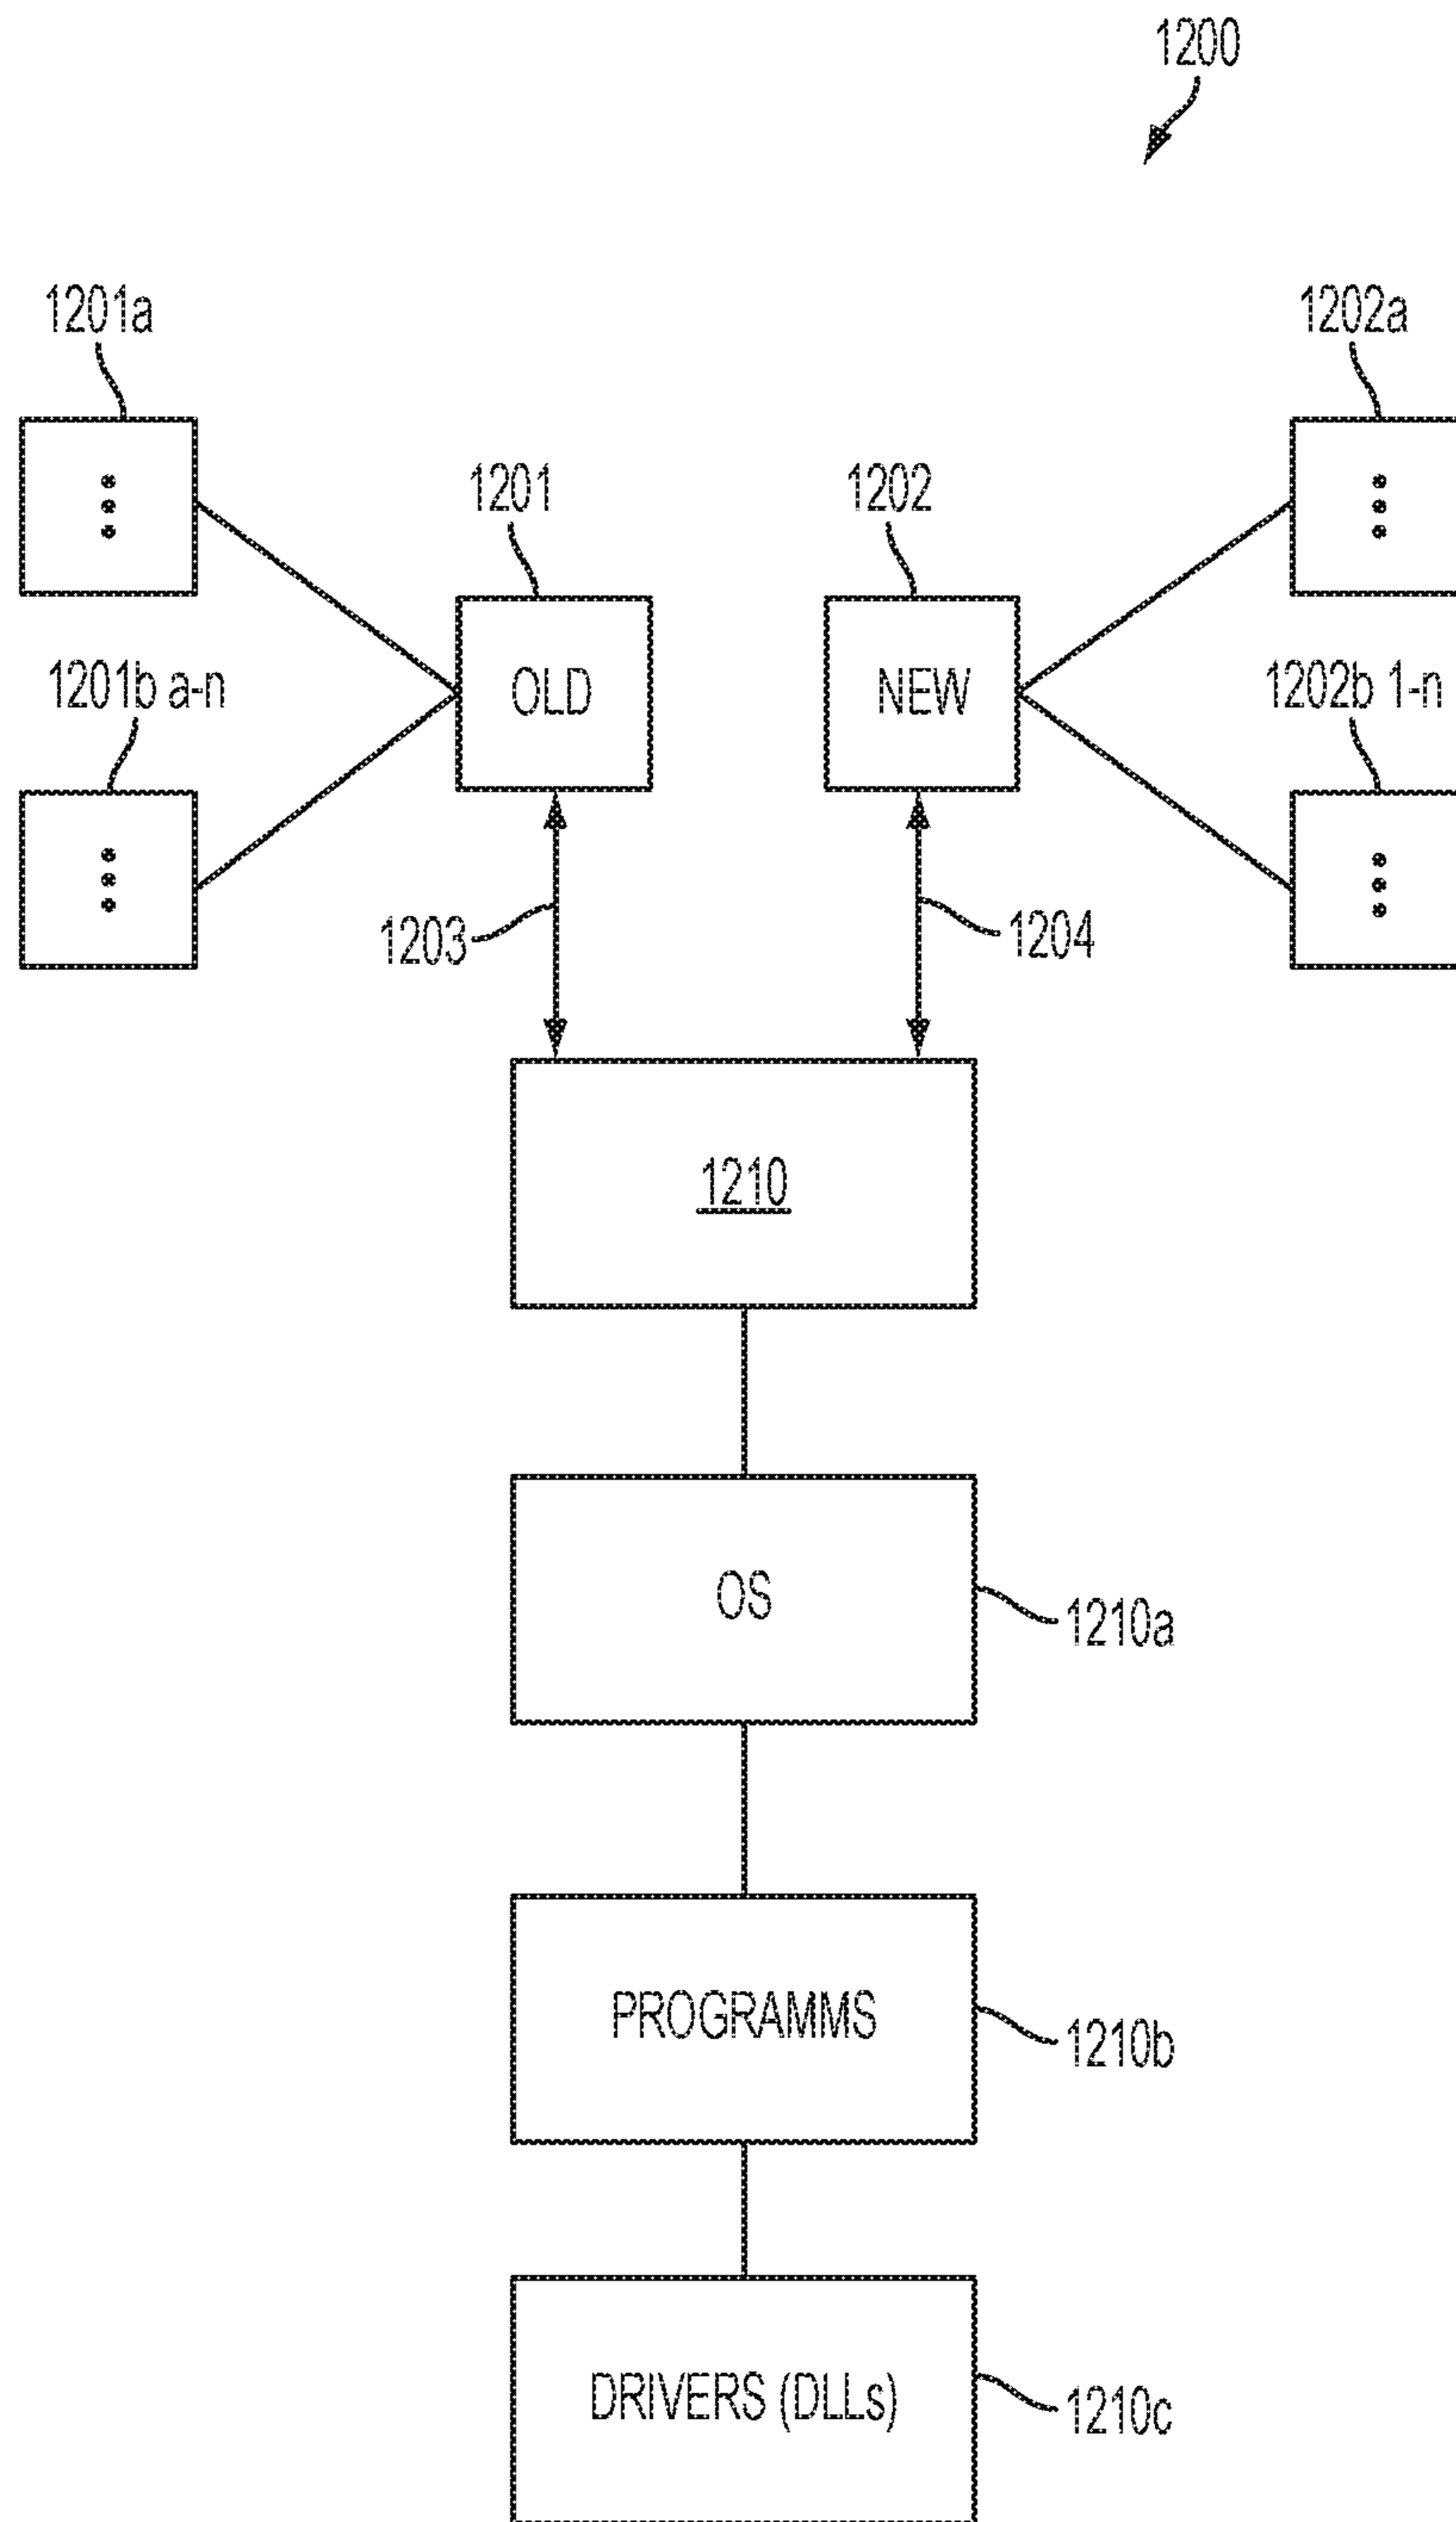 1200
1201a
1202a
1201
1202
OLD
NEW
1201b a-n
1202b 1-n
1203
1204
1210
OS
1210a
PROGRAMMS
1210b
DRIVERS (DLLs)
1210c